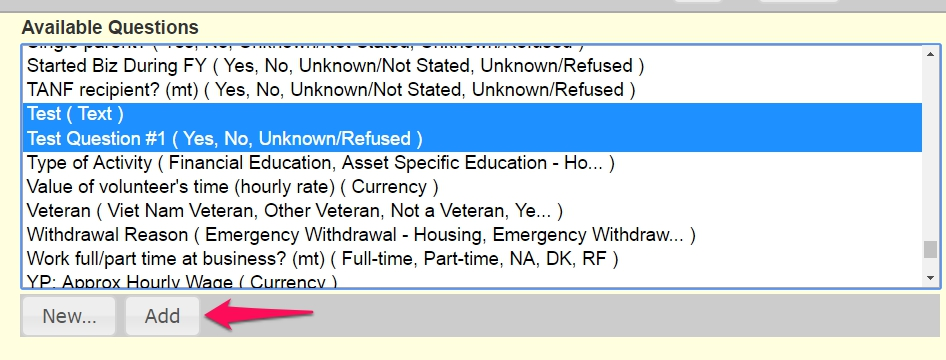 Available Questions
Single parent? ( Yes, No, Unknown/Not Stated, Unknown/Refused )
Started Biz During FY ( Yes, No, Unknown/Not Stated, Unknown/Refused )
TANF recipient? (mt) ( Yes, No, Unknown/Not Stated, Unknown/Refused )
Test ( Text )
Test Question #1 ( Yes, No, Unknown/Refused )
Type of Activity ( Financial Education, Asset Specific Education - Ho... )
Value of volunteer's time (hourly rate) ( Currency )
Veteran ( Viet Nam Veteran, Other Veteran, Not a Veteran, Ye... )
Withdrawal Reason ( Emergency Withdrawal - Housing, Emergency Withdraw... )
Work full/part time at business? (mt) ( Full-time, Part-time, NA, DK, RF )
YP: Approx Hourly Wage ( Currency )
New... Add